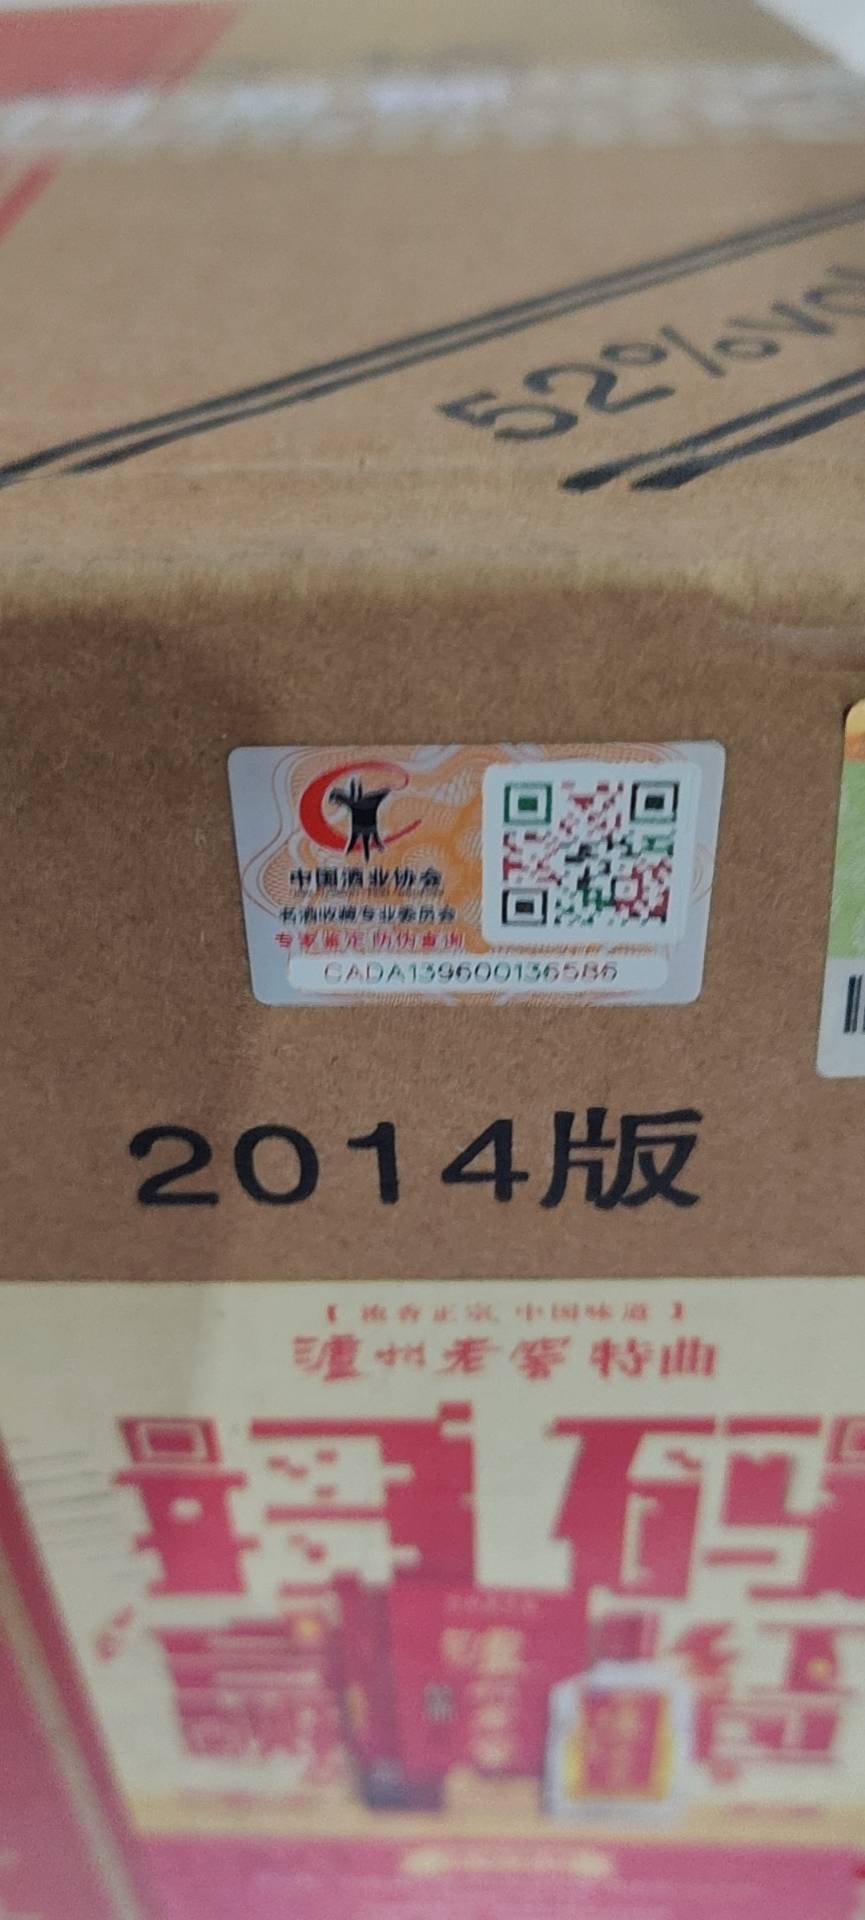 52%vol
中国酒业协会
名酒收藏专业委员会
专家鉴定 防伪查询
CADA139600136586
2014版
【 浓香正宗 中国味道 】
泸州老窖 特曲